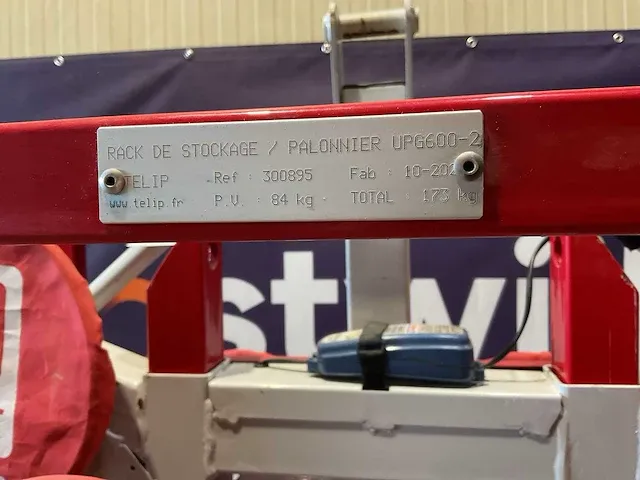 RACK DE STOCKAGE / PALONNIER UPG600-2
TELIP Ref : 300895 Fab : 10-202
www.telip.fr P.V. : 84 kg TOTAL : 173 kg
stwi